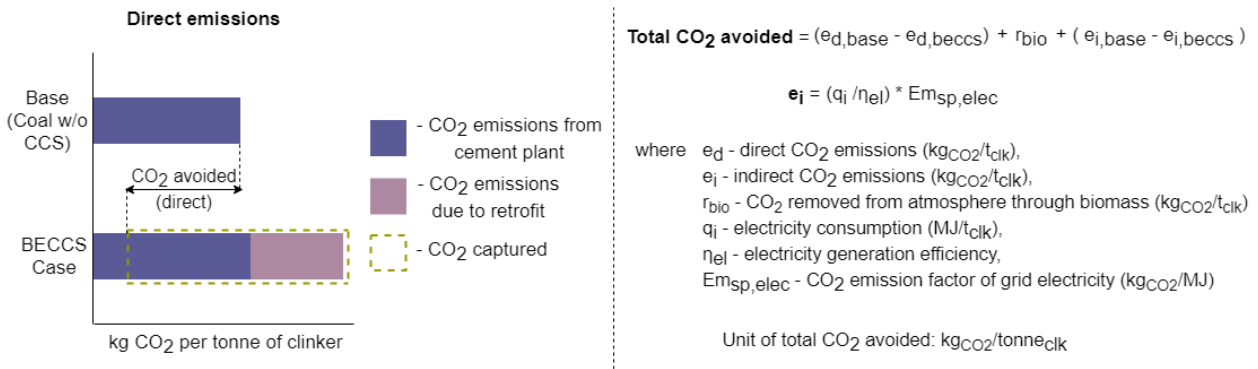 Direct emissions
Base
(Coal w/o
CCS)
CO2 avoided
(direct)
BECCS
Case
kg CO2 per tonne of clinker
- CO2 emissions from
cement plant
- CO2 emissions
due to retrofit
- CO2 captured
Total CO2 avoided = (ed,base - ed,beccs) + rbio + ( ei,base - ei,beccs )
ei = (qi /ηel) * Emsp,elec
where ed - direct CO2 emissions (kgCO2/tclk),
ei - indirect CO2 emissions (kgCO2/tclk),
rbio - CO2 removed from atmosphere through biomass (kgCO2/tclk)
qi - electricity consumption (MJ/tclk),
ηel - electricity generation efficiency,
Emsp,elec - CO2 emission factor of grid electricity (kgCO2/MJ)
Unit of total CO2 avoided: kgCO2/tonneclk